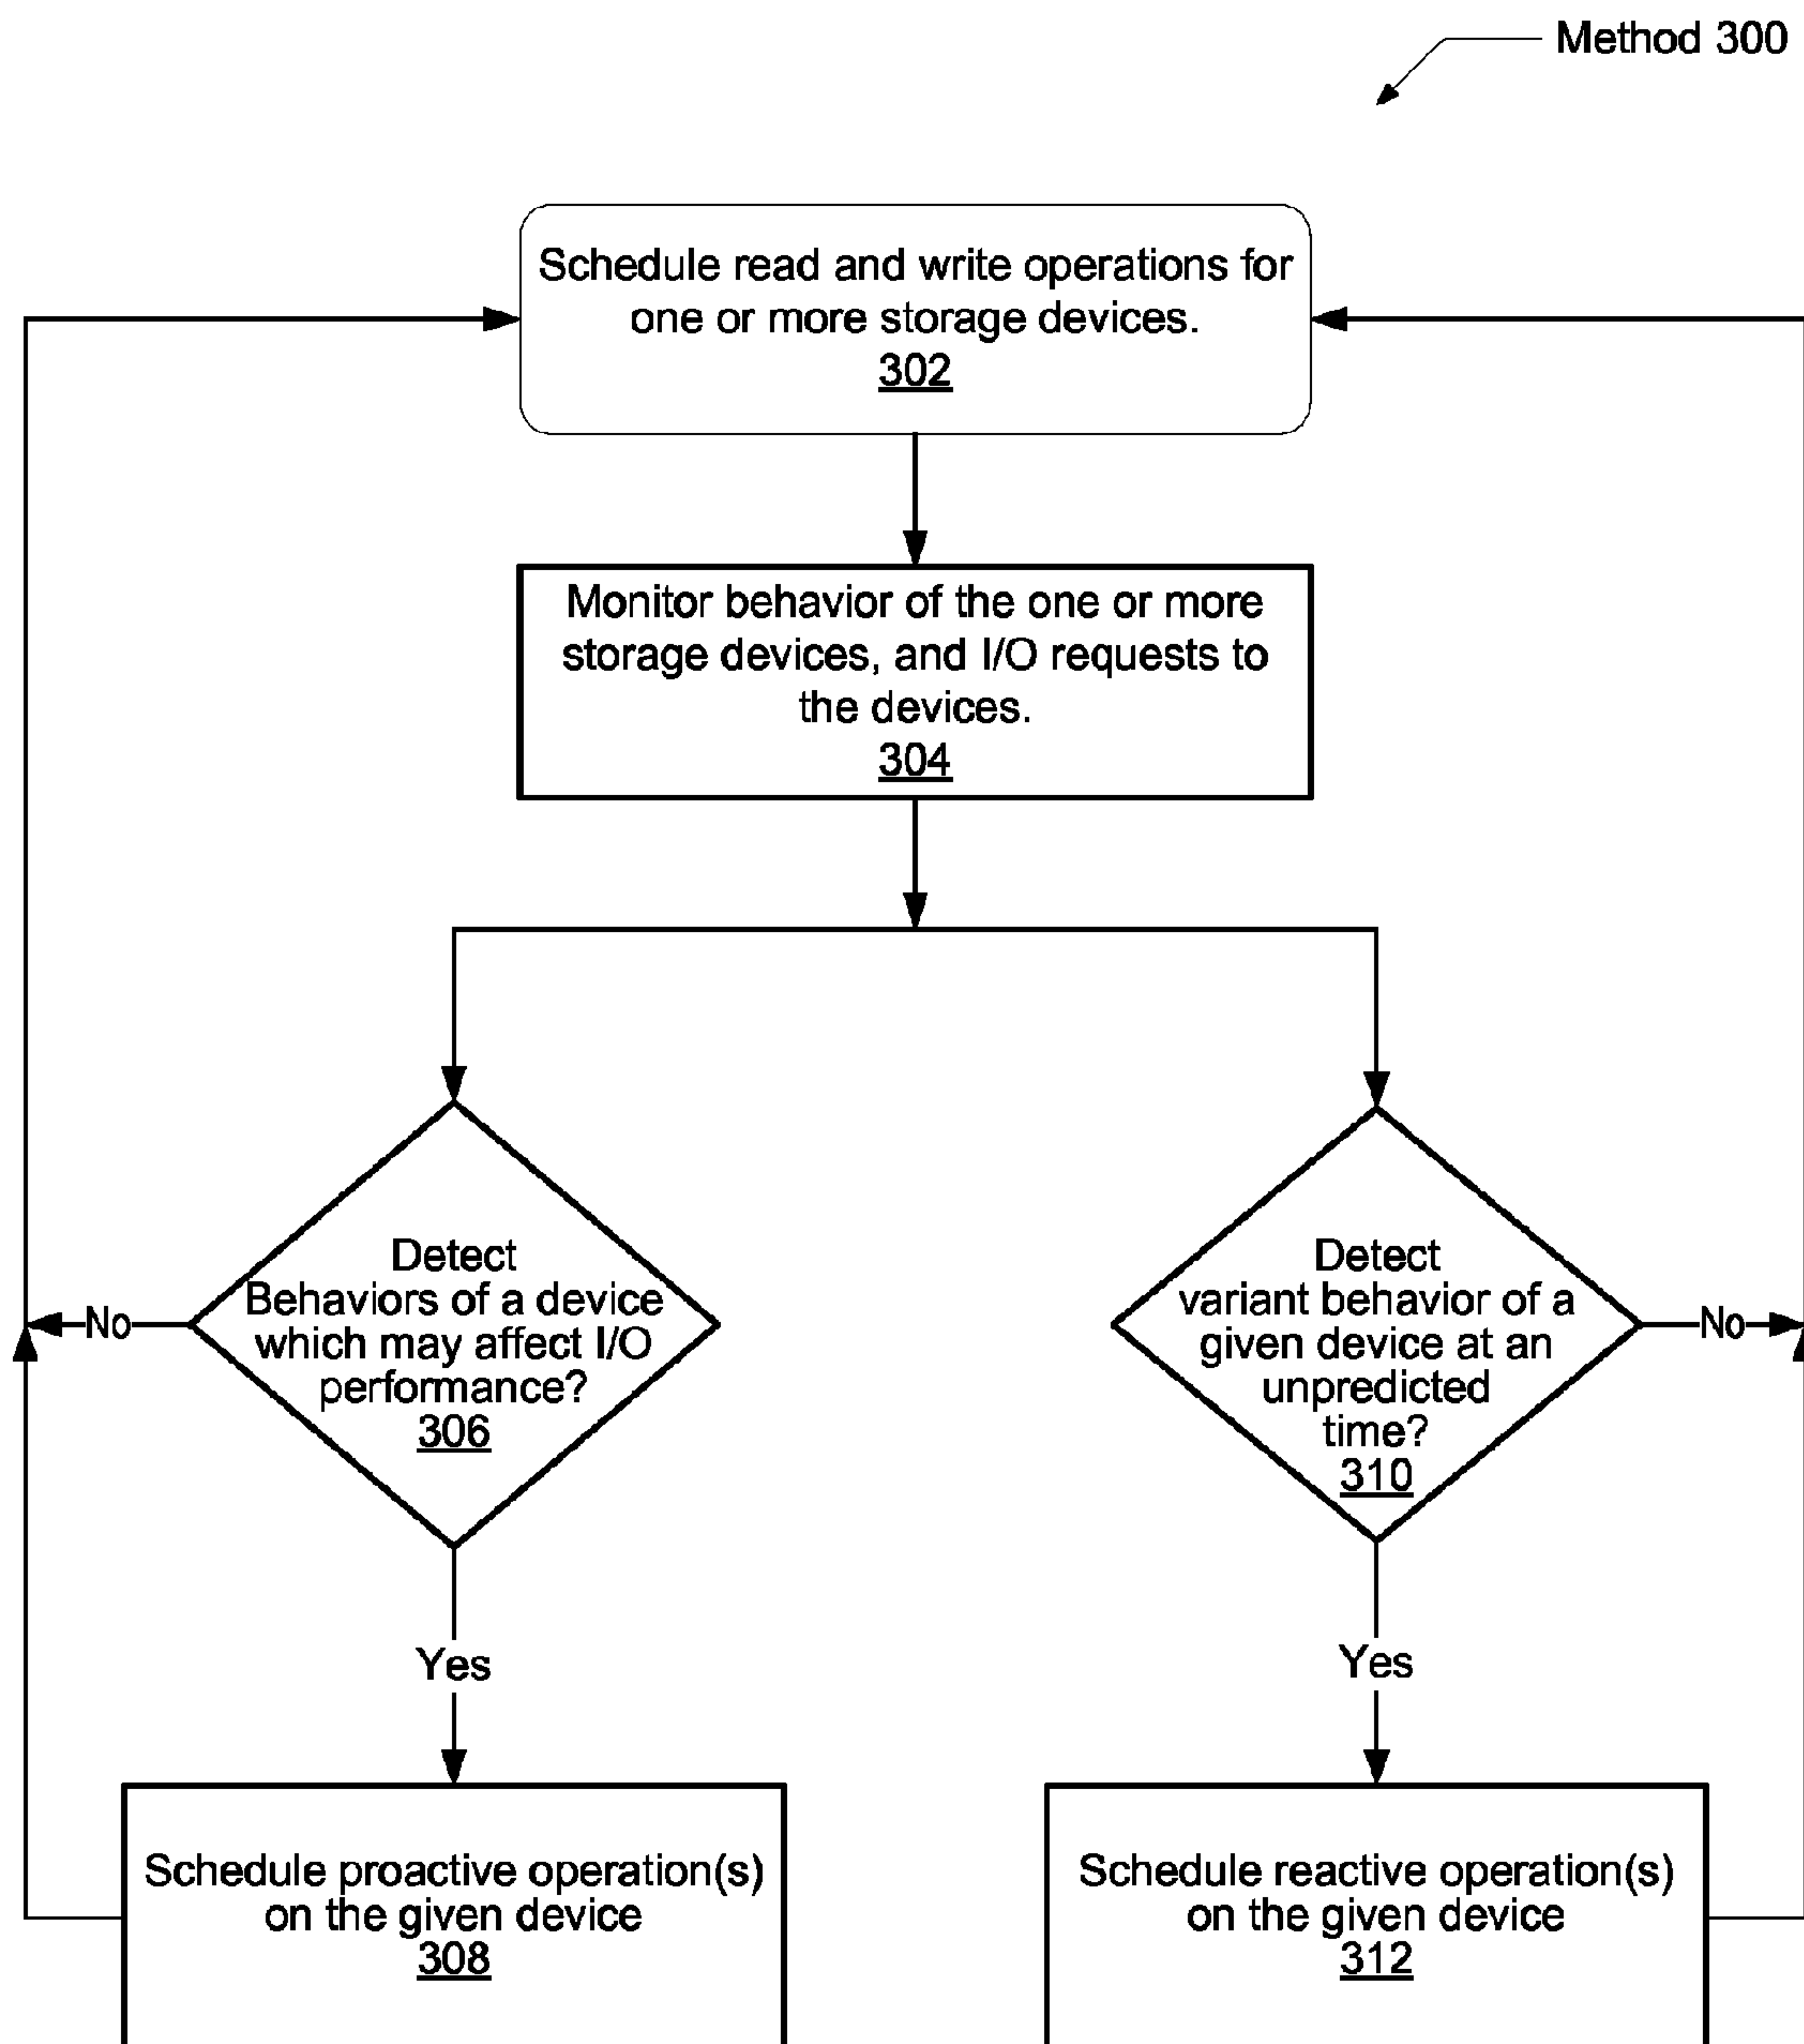 Method 300
Schedule read and write operations for
one or more storage devices.
302
Monitor behavior of the one or more
storage devices, and I/O requests to
the devices.
304
Detect
Behaviors of a device
which may affect I/O
performance?
306
No
Yes
Detect
variant behavior of a
given device at an
unpredicted
time?
310
No
Yes
Schedule proactive operation(s)
on the given device
308
Schedule reactive operation(s)
on the given device
312